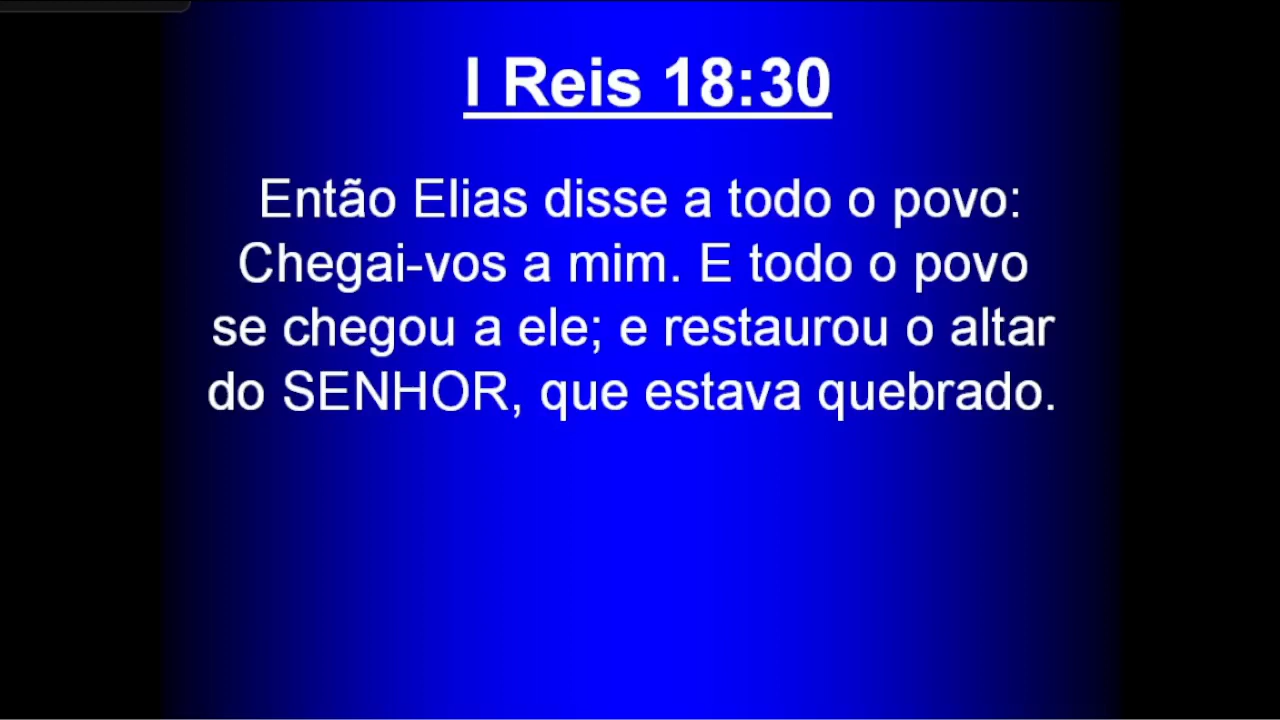 I Reis 18:30
Então Elias disse a todo o povo:
Chegai-vos a mim. E todo o povo
se chegou a ele; e restaurou o altar
do SENHOR, que estava quebrado.